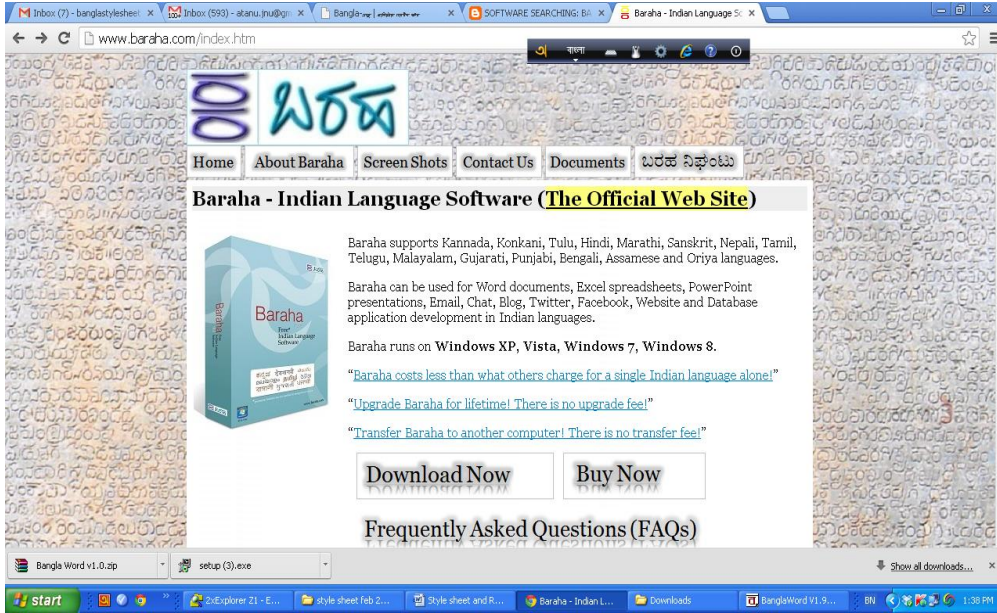 Inbox (7) - banglastylesheet
Inbox (593) - atanu.jnu@gm
SOFTWARE SEARCHING: BA
Baraha - Indian Language Sc
www.baraha.com/index.htm
অ বাংলা
ಬರಹ
Home About Baraha Screen Shots Contact Us Documents ಬರಹ ನಿಘಂಟು
Baraha - Indian Language Software (The Official Web Site)
Baraha supports Kannada, Konkani, Tulu, Hindi, Marathi, Sanskrit, Nepali, Tamil,
Telugu, Malayalam, Gujarati, Punjabi, Bengali, Assamese and Oriya languages.
Baraha can be used for Word documents, Excel spreadsheets, PowerPoint
presentations, Email, Chat, Blog, Twitter, Facebook, Website and Database
application development in Indian languages.
Baraha runs on Windows XP, Vista, Windows 7, Windows 8.
"Baraha costs less than what others charge for a single Indian language alone!"
"Upgrade Baraha for lifetime! There is no upgrade fee!"
"Transfer Baraha to another computer! There is no transfer fee!"
Baraha
Baraha
Free*
Indian Language
Software
Download Now Buy Now
Frequently Asked Questions (FAQs)
Bangla Word v1.0.zip setup (3).exe Show all downloads...
start 2xExplorer Z1 - E... style sheet feb 2... Style sheet and R... Baraha - Indian L... Downloads BanglaWord V1.9... BN 1:38 PM